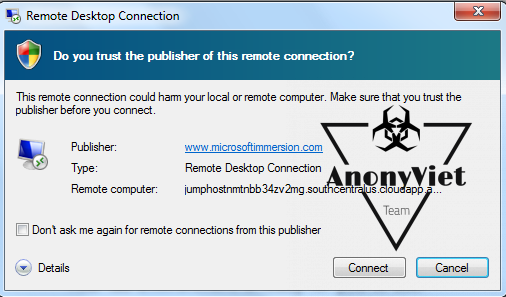 Remote Desktop Connection
Do you trust the publisher of this remote connection?
This remote connection could harm your local or remote computer. Make sure that you trust the
publisher before you connect.
Publisher: www.microsoftimmersion.com
Type: Remote Desktop Connection
Remote computer: jumphostnmtnbb34zv2mg.southcentralus.cloudapp.a...
AnonyViet
Team
Don't ask me again for remote connections from this publisher
Details
Connect
Cancel